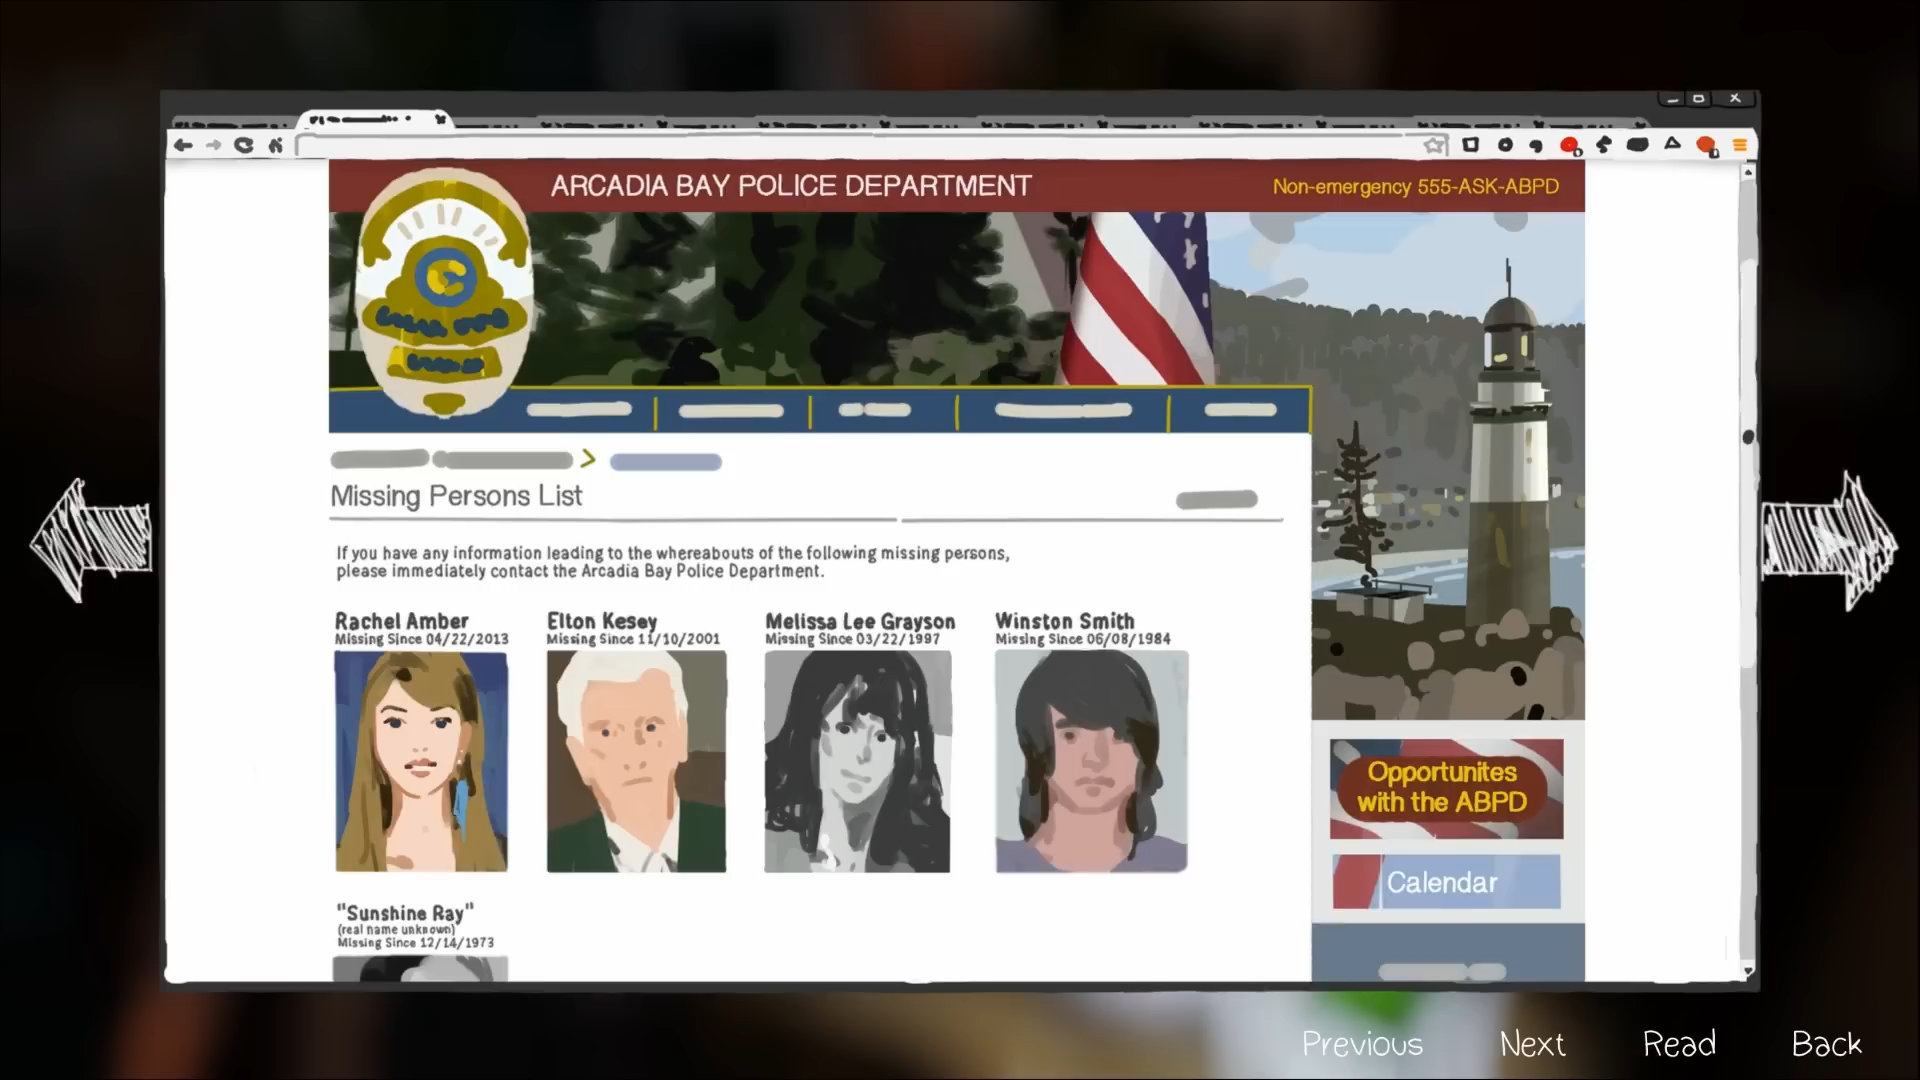 ARCADIA BAY POLICE DEPARTMENT
Non-emergency 555-ASK-ABPD
Missing Persons List
If you have any information leading to the whereabouts of the following missing persons,
please immediately contact the Arcadia Bay Police Department.
Rachel Amber
Missing Since 04/22/2013
Elton Kesey
Missing Since 11/10/2001
Melissa Lee Grayson
Missing Since 03/22/1997
Winston Smith
Missing Since 06/08/1984
"Sunshine Ray"
(real name unknown)
Missing Since 12/14/1973
Opportunites
with the ABPD
Calendar
Previous
Next
Read
Back